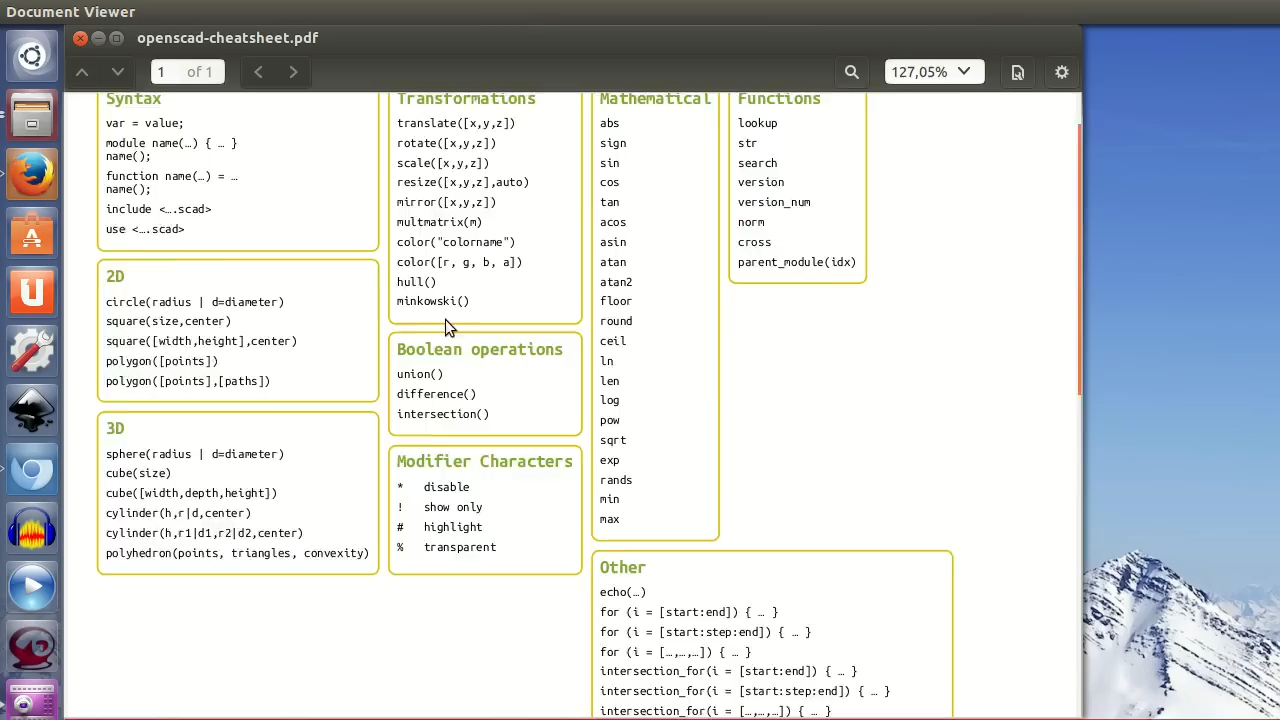 Document Viewer
openscad-cheatsheet.pdf
1 of 1
127,05%
Syntax
var = value;
module name(…) { … }
name();
function name(…) = …
name();
include <….scad>
use <….scad>
2D
circle(radius | d=diameter)
square(size,center)
square([width,height],center)
polygon([points])
polygon([points],[paths])
3D
sphere(radius | d=diameter)
cube(size)
cube([width,depth,height])
cylinder(h,r|d,center)
cylinder(h,r1|d1,r2|d2,center)
polyhedron(points, triangles, convexity)
Transformations
translate([x,y,z])
rotate([x,y,z])
scale([x,y,z])
resize([x,y,z],auto)
mirror([x,y,z])
multmatrix(m)
color("colorname")
color([r, g, b, a])
hull()
minkowski()
Boolean operations
union()
difference()
intersection()
Modifier Characters
* disable
! show only
# highlight
% transparent
Mathematical
abs
sign
sin
cos
tan
acos
asin
atan
atan2
floor
round
ceil
ln
len
log
pow
sqrt
exp
rands
min
max
Functions
lookup
str
search
version
version_num
norm
cross
parent_module(idx)
Other
echo(…)
for (i = [start:end]) { … }
for (i = [start:step:end]) { … }
for (i = […,…,…]) { … }
intersection_for(i = [start:end]) { … }
intersection_for(i = [start:step:end]) { … }
intersection_for(i = […,…,…]) { … }